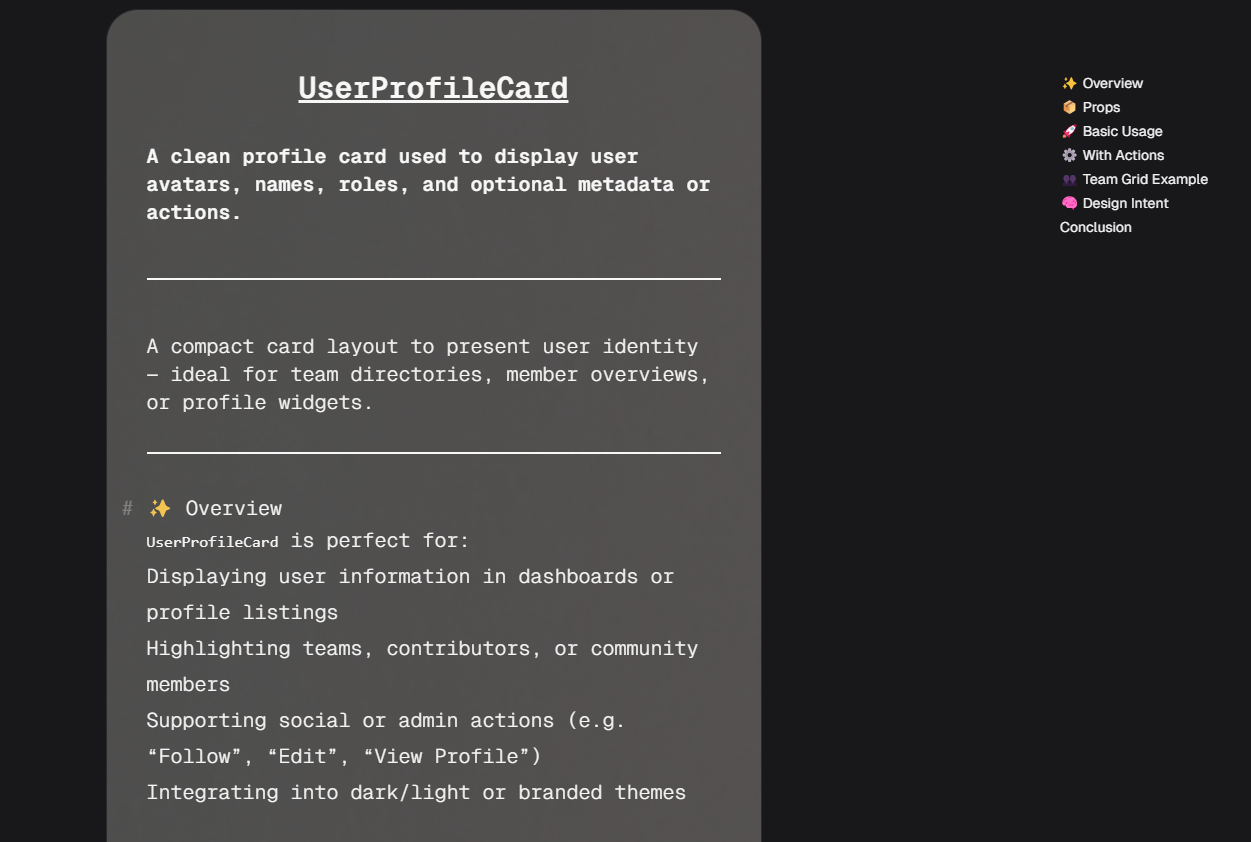 UserProfileCard
A clean profile card used to display user
avatars, names, roles, and optional metadata or
actions.
A compact card layout to present user identity
— ideal for team directories, member overviews,
or profile widgets.
# ✨ Overview
UserProfileCard is perfect for:
Displaying user information in dashboards or
profile listings
Highlighting teams, contributors, or community
members
Supporting social or admin actions (e.g.
“Follow”, “Edit”, “View Profile”)
Integrating into dark/light or branded themes
✨ Overview
📦 Props
🚀 Basic Usage
⚙️ With Actions
👥 Team Grid Example
🧠 Design Intent
Conclusion